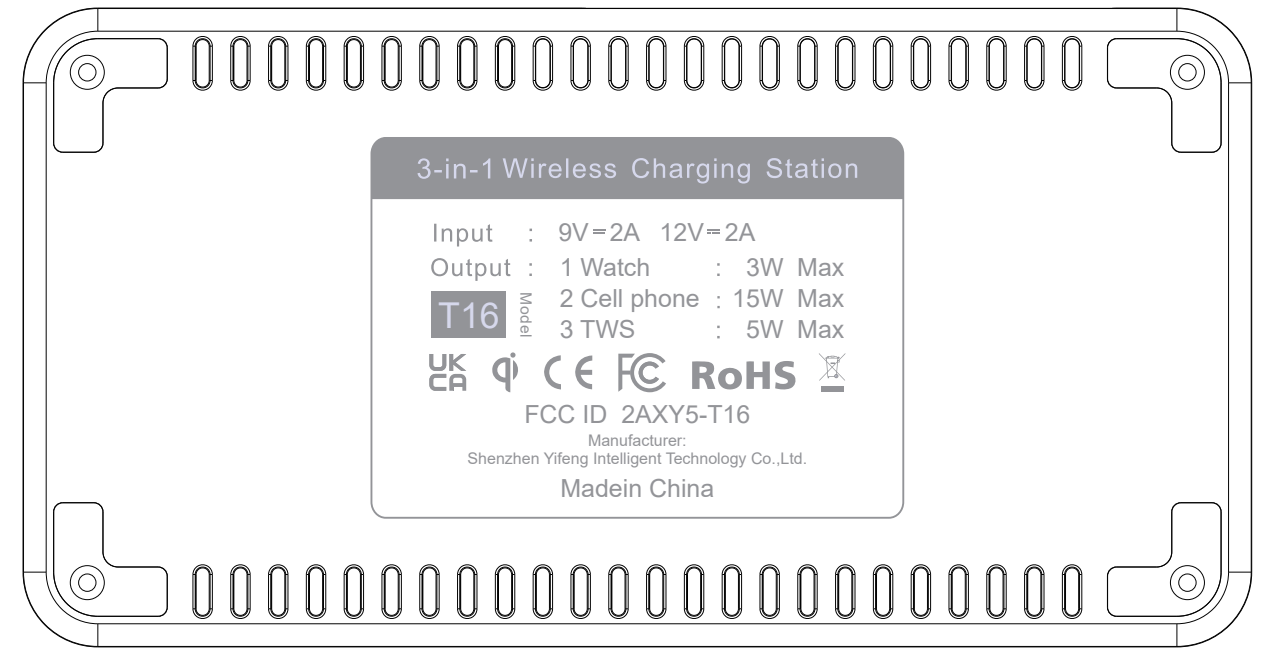 3-in-1 Wireless Charging Station
Input : 9V⎓2A 12V⎓2A
Output : 1 Watch : 3W Max
2 Cell phone : 15W Max
3 TWS : 5W Max
T16 Model
UK CA qi CE FC RoHS
FCC ID 2AXY5-T16
Manufacturer:
Shenzhen Yifeng Intelligent Technology Co.,Ltd.
Madein China